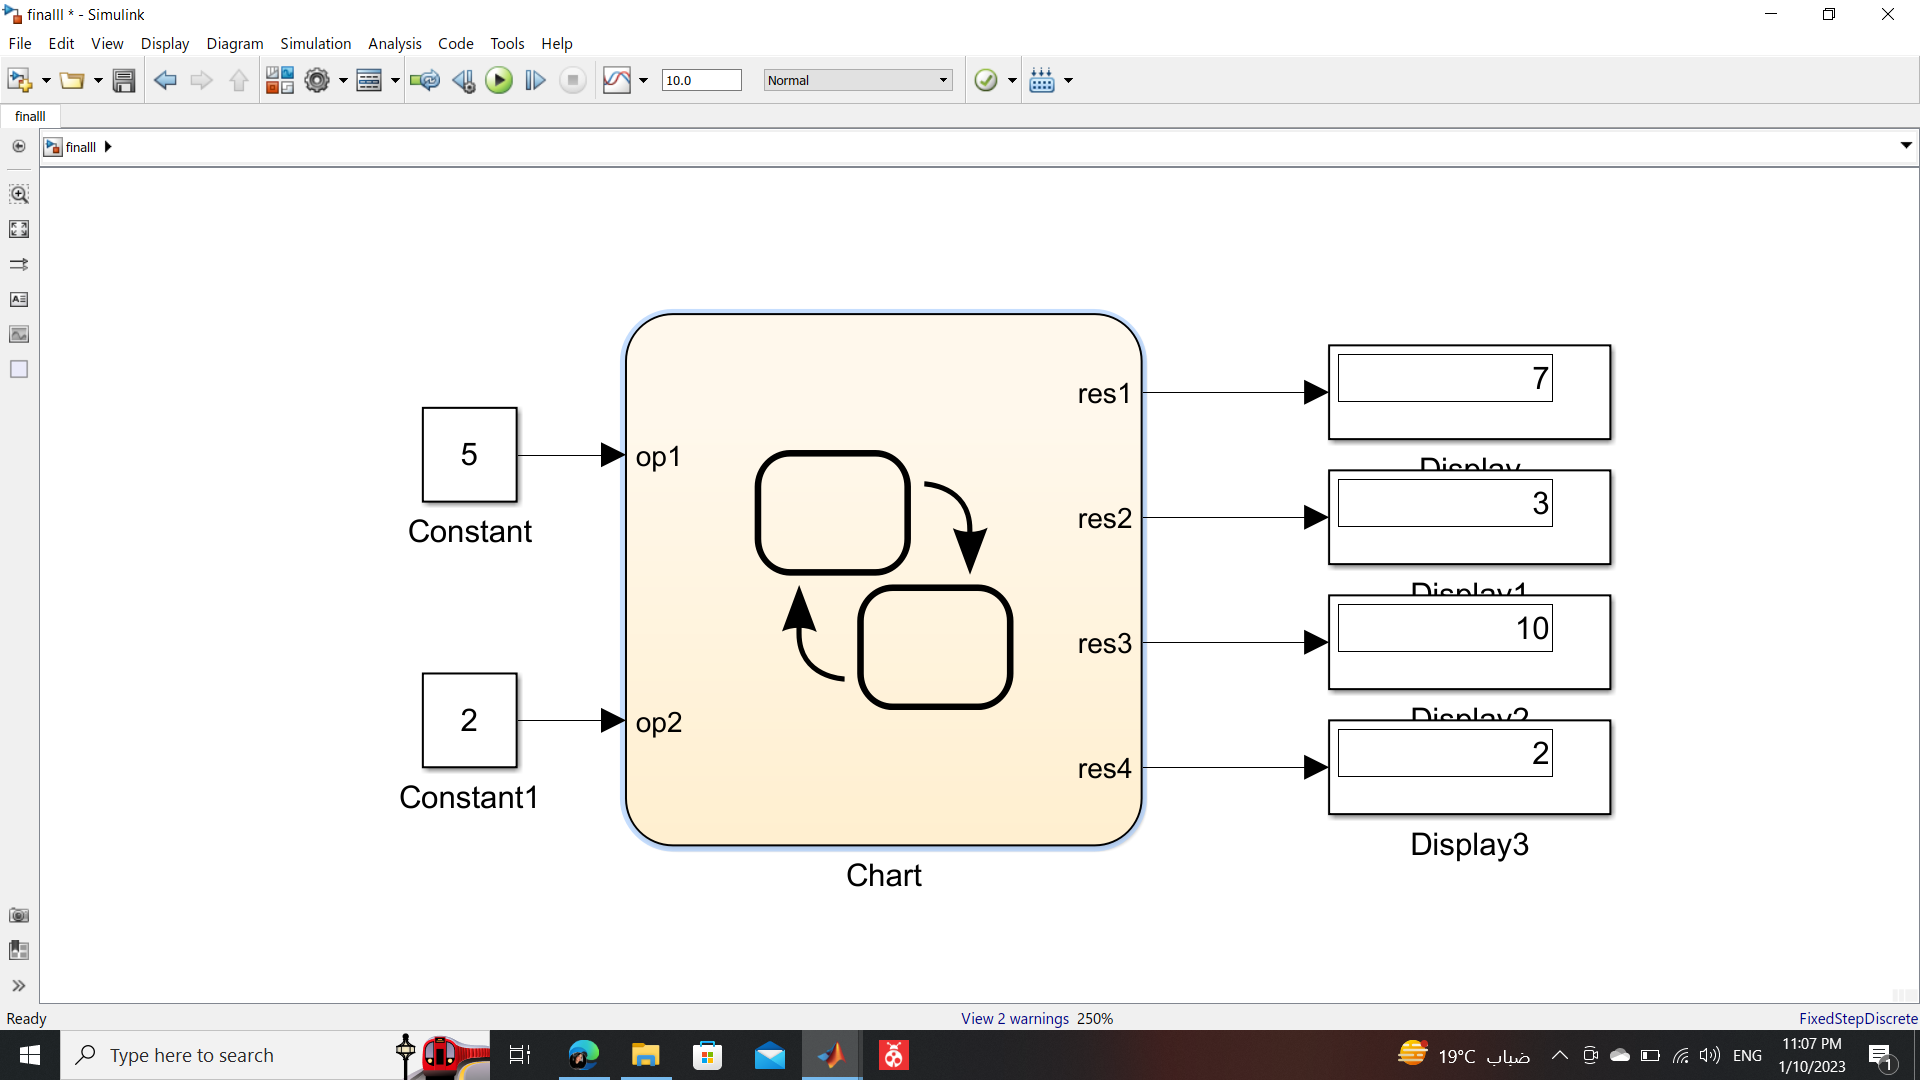 finalll * - Simulink
File Edit View Display Diagram Simulation Analysis Code Tools Help
10.0 Normal
finalll
finalll
5
Constant
2
Constant1
op1
op2
res1
res2
res3
res4
Chart
7
Display
3
Display1
10
Display2
2
Display3
Ready View 2 warnings 250% FixedStepDiscrete
Type here to search
19°C ضباب
ENG
11:07 PM
1/10/2023
1